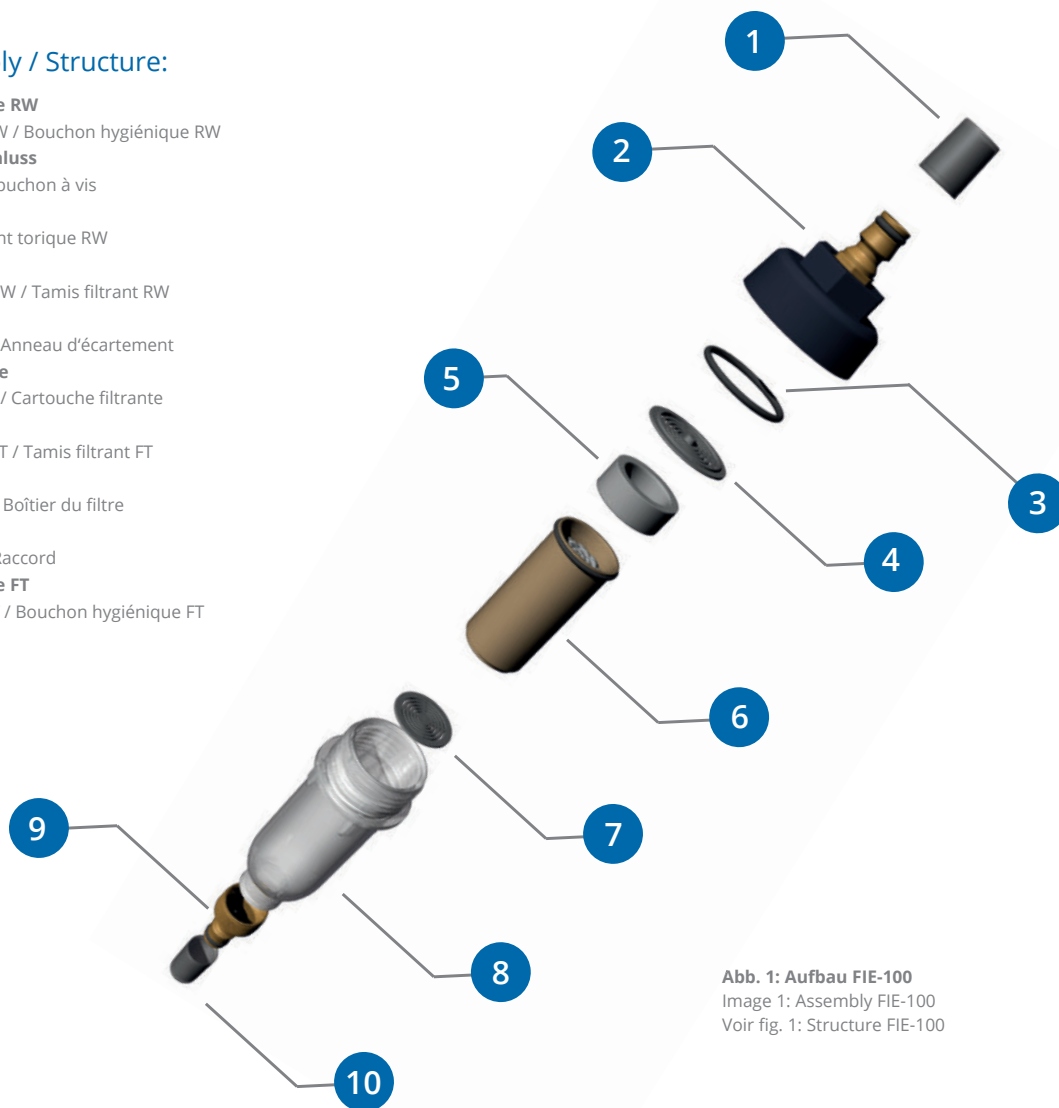 ly / Structure:
e RW
W / Bouchon hygiénique RW
nluss
ouchon à vis
nt torique RW
W / Tamis filtrant RW
Anneau d‘écartement
e
/ Cartouche filtrante
T / Tamis filtrant FT
Boîtier du filtre
Raccord
e FT
/ Bouchon hygiénique FT
1
2
3
4
5
6
7
8
9
10
Abb. 1: Aufbau FIE-100
Image 1: Assembly FIE-100
Voir fig. 1: Structure FIE-100